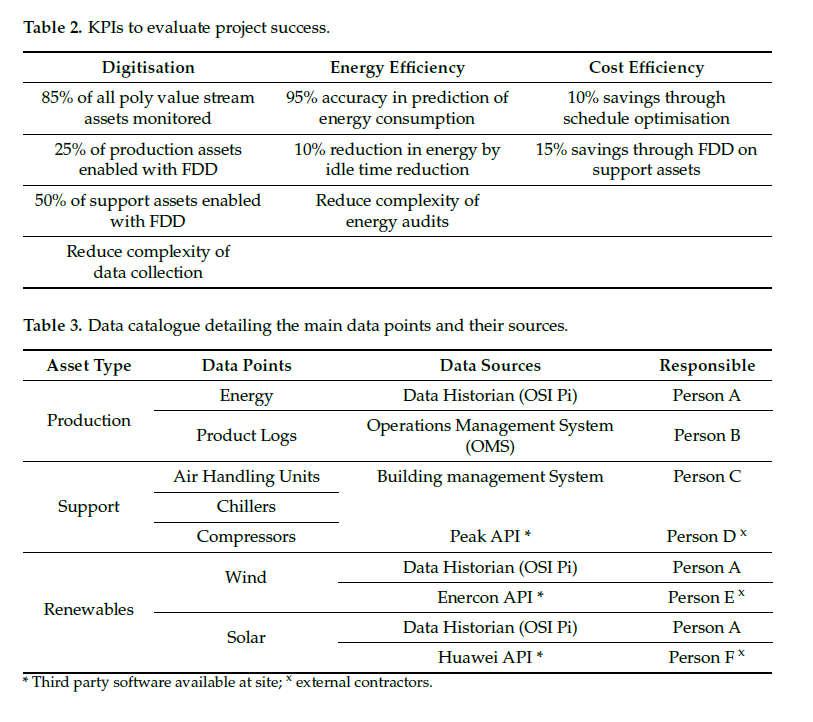 Table 2. KPIs to evaluate project success.
Digitisation Energy Efficiency Cost Efficiency
85% of all poly value stream 95% accuracy in prediction of 10% savings through
assets monitored energy consumption schedule optimisation
25% of production assets 10% reduction in energy by 15% savings through FDD on
enabled with FDD idle time reduction support assets
50% of support assets enabled Reduce complexity of
with FDD energy audits
Reduce complexity of
data collection
Table 3. Data catalogue detailing the main data points and their sources.
Asset Type Data Points Data Sources Responsible
Production Energy Data Historian (OSI Pi) Person A
Product Logs Operations Management System
(OMS) Person B
Support Air Handling Units Building management System Person C
Chillers
Compressors Peak API * Person D x
Renewables Wind Data Historian (OSI Pi) Person A
Enercon API * Person E x
Solar Data Historian (OSI Pi) Person A
Huawei API * Person F x
* Third party software available at site; x external contractors.